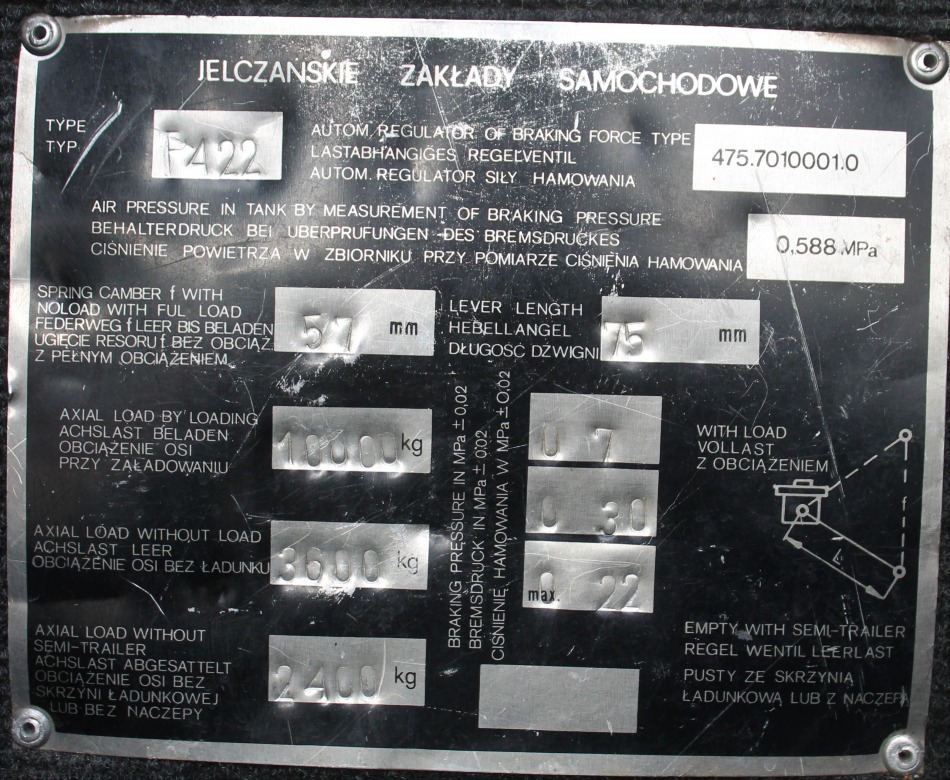 JELCZAŃSKIE ZAKŁADY SAMOCHODOWE
TYPE
TYP
P422
AUTOM. REGULATOR OF BRAKING FORCE TYPE
LASTABHANGIGES REGELVENTIL
AUTOM. REGULATOR SIŁY HAMOWANIA
475.7010001.0
AIR PRESSURE IN TANK BY MEASUREMENT OF BRAKING PRESSURE
BEHALTERDRUCK BEI UBERPRUFUNGEN DES BREMSDRUCKES
CIŚNIENIE POWIETRZA W ZBIORNIKU PRZY POMIARZE CIŚNIENIA HAMOWANIA
0,588 MPa
SPRING CAMBER f WITH
NOLOAD WITH FUL LOAD
FEDERWEG f LEER BIS BELADEN
UGIĘCIE RESORU f BEZ OBCIĄŻ.
Z PEŁNYM OBCIĄŻENIEM
57 mm
LEVER LENGTH
HEBELLANGEL
DŁUGOŚĆ DŹWIGNI
75 mm
AXIAL LOAD BY LOADING
ACHSLAST BELADEN
OBCIĄŻENIE OSI
PRZY ZAŁADOWANIU
10000 kg
AXIAL LOAD WITHOUT LOAD
ACHSLAST LEER
OBCIĄŻENIE OSI BEZ ŁADUNKU
3600 kg
AXIAL LOAD WITHOUT
SEMI-TRAILER
ACHSLAST ABGESATTELT
OBCIĄŻENIE OSI BEZ
SKRZYNI ŁADUNKOWEJ
LUB BEZ NACZEPY
2400 kg
BRAKING PRESSURE IN MPa ± 0,02
BREMSDRUCK IN MPa ± 0,02
CIŚNIENIE HAMOWANIA W MPa ± 0,02
0 7
0 30
max. 0 22
WITH LOAD
VOLLAST
Z OBCIĄŻENIEM
f
L
EMPTY WITH SEMI-TRAILER
REGEL WENTIL LEERLAST
PUSTY ZE SKRZYNIĄ
ŁADUNKOWĄ LUB Z NACZEPĄ